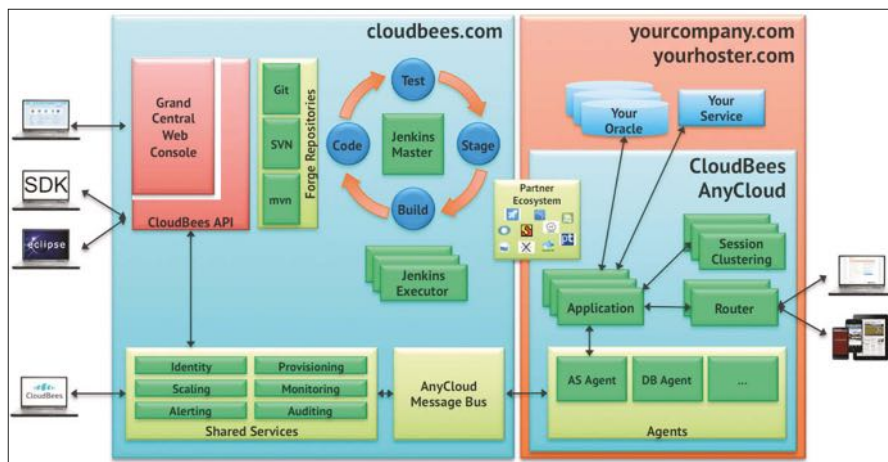 cloudbees.com
Grand
Central
Web
Console
CloudBees API
Git
SVN
mvn
Forge Repositories
Test
Code
Jenkins
Master
Stage
Build
Jenkins
Executor
SDK
eclipse
CloudBees
Identity
Provisioning
Scaling
Monitoring
Alerting
Auditing
Shared Services
AnyCloud
Message Bus
Partner
Ecosystem
pt
yourcompany.com
yourhoster.com
Your
Oracle
Your
Service
CloudBees
AnyCloud
Session
Clustering
Application
Router
AS Agent
DB Agent
...
Agents